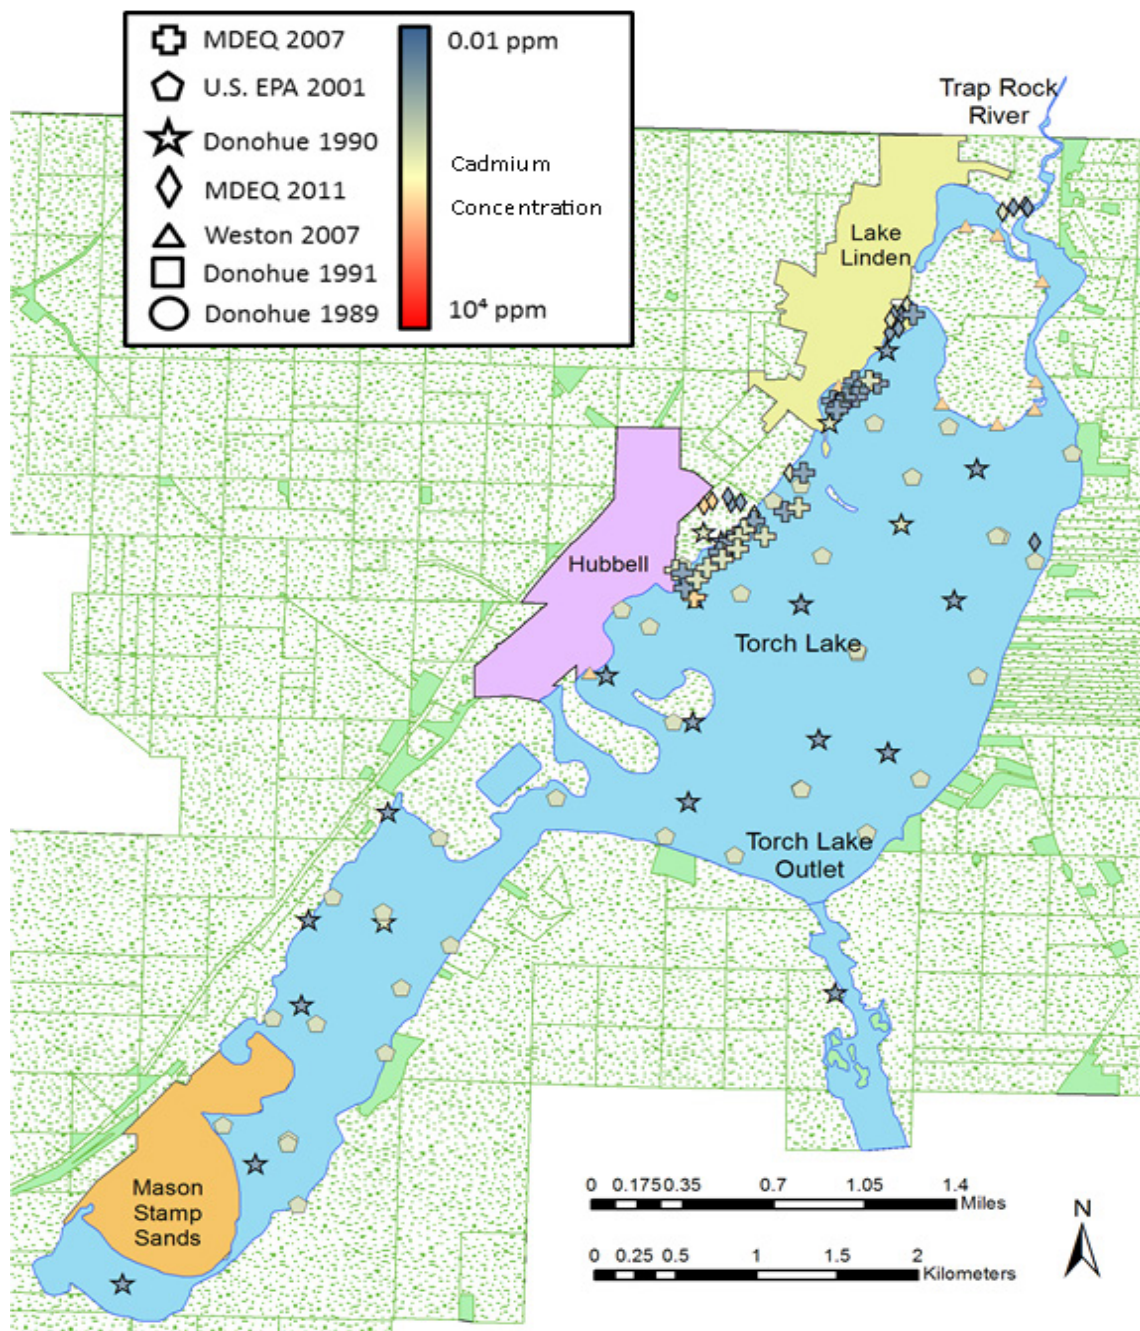 MDEQ 2007
U.S. EPA 2001
Donohue 1990
MDEQ 2011
Weston 2007
Donohue 1991
Donohue 1989
0.01 ppm
Cadmium
Concentration
10⁴ ppm
Trap Rock
River
Lake
Linden
Hubbell
Torch Lake
Torch Lake
Outlet
Mason
Stamp
Sands
0 0.175 0.35 0.7 1.05 1.4
Miles
0 0.25 0.5 1 1.5 2
Kilometers
N